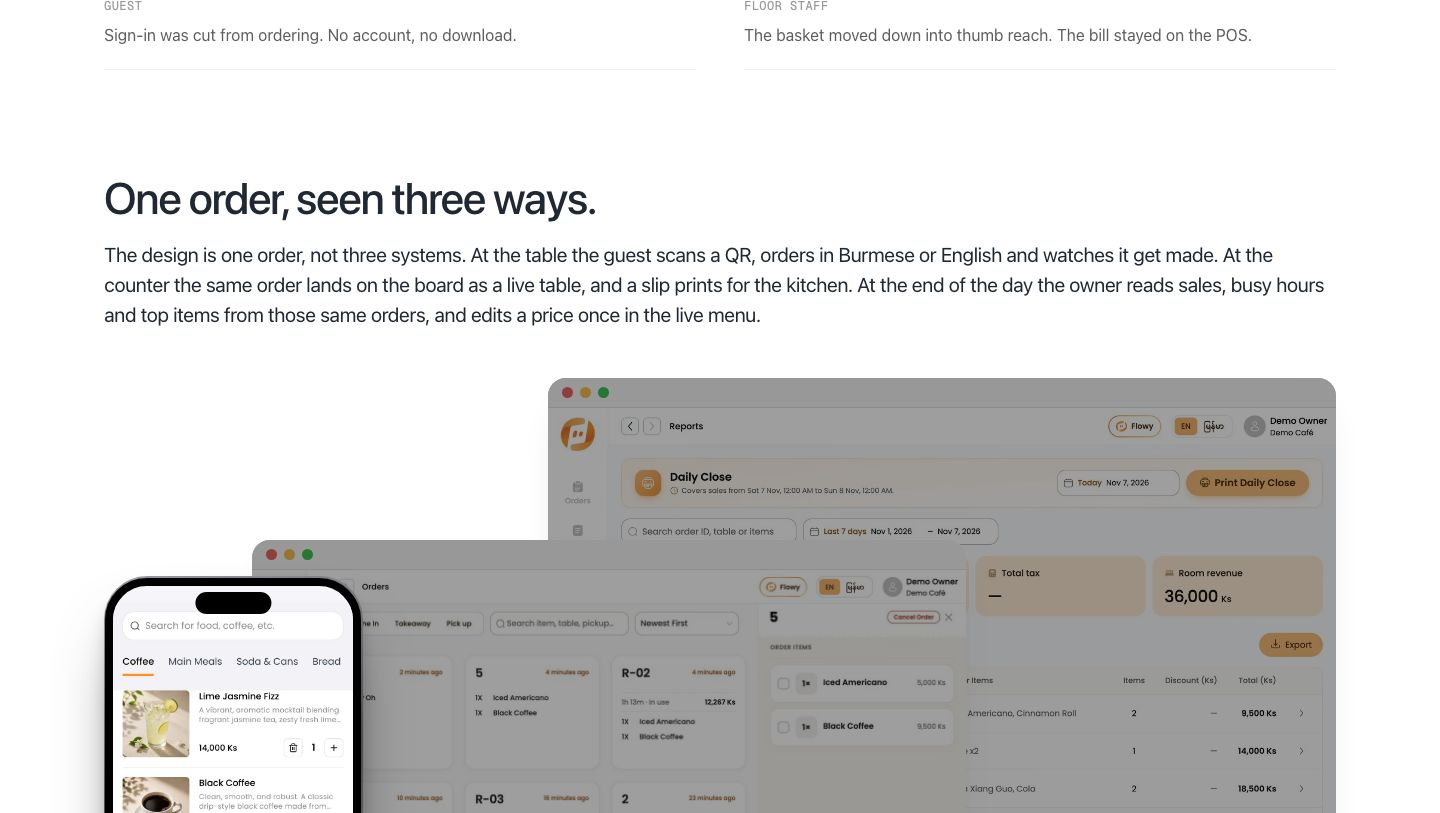 GUEST
Sign-in was cut from ordering. No account, no download.
FLOOR STAFF
The basket moved down into thumb reach. The bill stayed on the POS.
One order, seen three ways.
The design is one order, not three systems. At the table the guest scans a QR, orders in Burmese or English and watches it get made. At the
counter the same order lands on the board as a live table, and a slip prints for the kitchen. At the end of the day the owner reads sales, busy hours
and top items from those same orders, and edits a price once in the live menu.
Reports
Flowy
EN မြန်မာ
Demo Owner
Demo Café
Daily Close
Covers sales from Sat 7 Nov, 12:00 AM to Sun 8 Nov, 12:00 AM.
Today Nov 7, 2026
Print Daily Close
Orders
Search order ID, table or items
Last 7 days Nov 1, 2026 – Nov 7, 2026
Total tax
—
Room revenue
36,000 Ks
Export
Items
Items
Discount (Ks)
Total (Ks)
Americano, Cinnamon Roll 2 — 9,500 Ks
x2 1 — 14,000 Ks
Xiang Guo, Cola 2 — 18,500 Ks
Orders
Flowy
EN မြန်မာ
Demo Owner
Demo Café
Takeaway
Pick up
Search item, table, pickup..
Newest First
2 minutes ago
Oh
5 4 minutes ago
1X Iced Americano
1X Black Coffee
R-02 4 minutes ago
1h 13m · In use 12,267 Ks
1X Iced Americano
1X Black Coffee
10 minutes ago
R-03 16 minutes ago
2 23 minutes ago
5
Cancel Order
ORDER ITEMS
1× Iced Americano 5,000 Ks
1× Black Coffee 9,500 Ks
Search for food, coffee, etc.
Coffee Main Meals Soda & Cans Bread
Lime Jasmine Fizz
A vibrant, aromatic mocktail blending
fragrant jasmine tea, zesty fresh lime...
14,000 Ks
1
Black Coffee
Clean, smooth, and robust. A classic
drip-style black coffee made from...